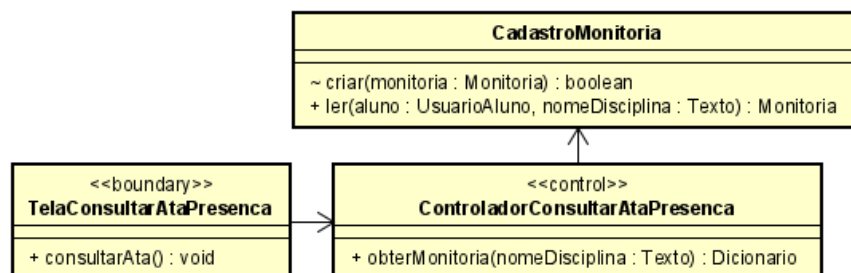 CadastroMonitoria
~ criar(monitoria : Monitoria) : boolean
+ ler(aluno : UsuarioAluno, nomeDisciplina : Texto) : Monitoria
<<boundary>>
TelaConsultarAtaPresenca
+ consultarAta() : void
<<control>>
ControladorConsultarAtaPresenca
+ obterMonitoria(nomeDisciplina : Texto) : Dicionario